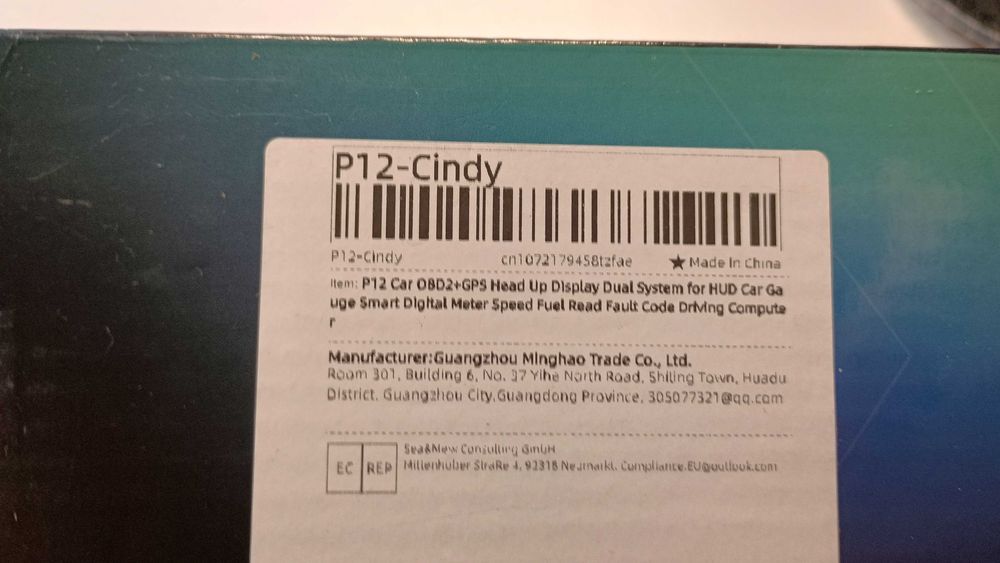 P12-Cindy
P12-Cindy cn1072179458tzfae ★ Made In China
Item: P12 Car OBD2+GPS Head Up Display Dual System for HUD Car Ga
uge Smart Digital Meter Speed Fuel Read Fault Code Driving Compute
r
Manufacturer:Guangzhou Minghao Trade Co., Ltd.
Room 301, Building 6, No. 37 Yihe North Road, Shiling Town, Huadu
District, Guangzhou City,Guangdong Province, 305077321@qq.com
EC REP
Sea&Mew Consulting GmbH
4, 92318 Neumarkt. Compliance.EU@outlook.com